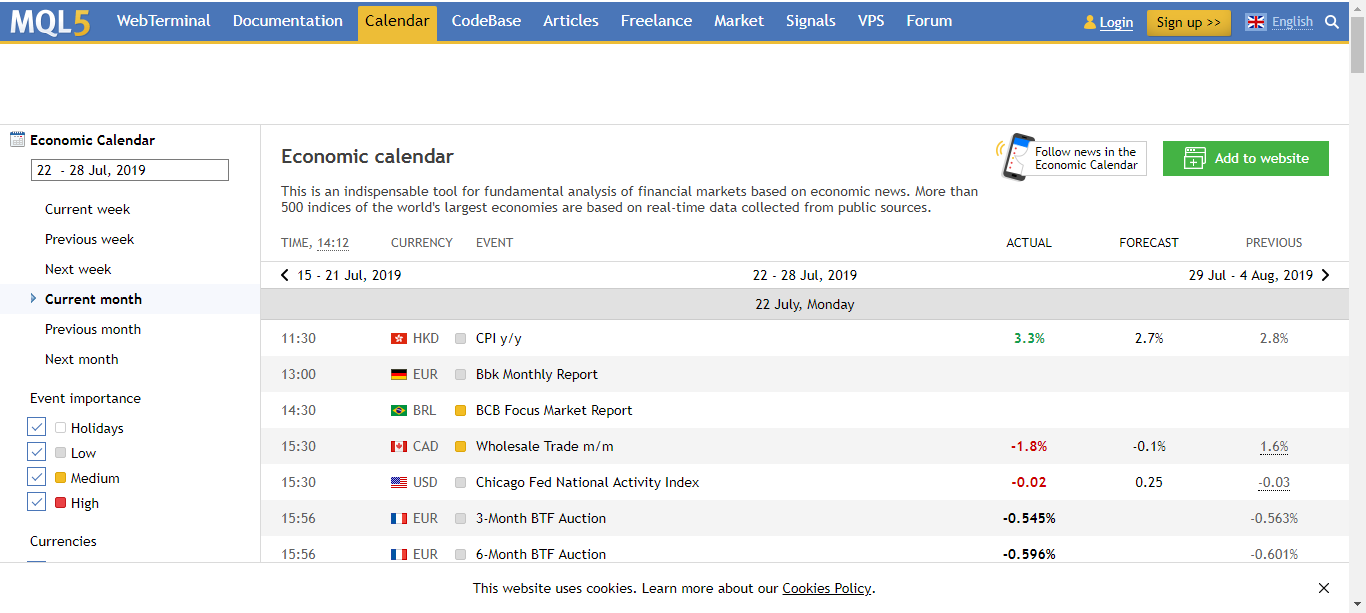 MQL5 WebTerminal Documentation Calendar CodeBase Articles Freelance Market Signals VPS Forum Login Sign up >> English
Economic Calendar
22 - 28 Jul, 2019
Current week
Previous week
Next week
Current month
Previous month
Next month
Event importance
Holidays
Low
Medium
High
Currencies
Economic calendar
Follow news in the
Economic Calendar
Add to website
This is an indispensable tool for fundamental analysis of financial markets based on economic news. More than
500 indices of the world's largest economies are based on real-time data collected from public sources.
TIME, 14:12 CURRENCY EVENT ACTUAL FORECAST PREVIOUS
15 - 21 Jul, 2019 22 - 28 Jul, 2019 29 Jul - 4 Aug, 2019
22 July, Monday
11:30 HKD CPI y/y 3.3% 2.7% 2.8%
13:00 EUR Bbk Monthly Report
14:30 BRL BCB Focus Market Report
15:30 CAD Wholesale Trade m/m -1.8% -0.1% 1.6%
15:30 USD Chicago Fed National Activity Index -0.02 0.25 -0.03
15:56 EUR 3-Month BTF Auction -0.545% -0.563%
15:56 EUR 6-Month BTF Auction -0.596% -0.601%
This website uses cookies. Learn more about our Cookies Policy.